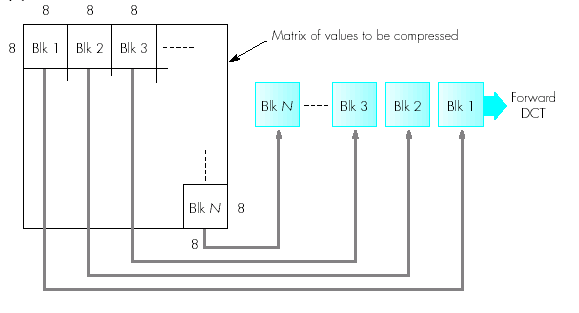 8 8 8
8 Blk 1 Blk 2 Blk 3
Matrix of values to be compressed
Blk N Blk 3 Blk 2 Blk 1 Forward
DCT
Blk N 8
8